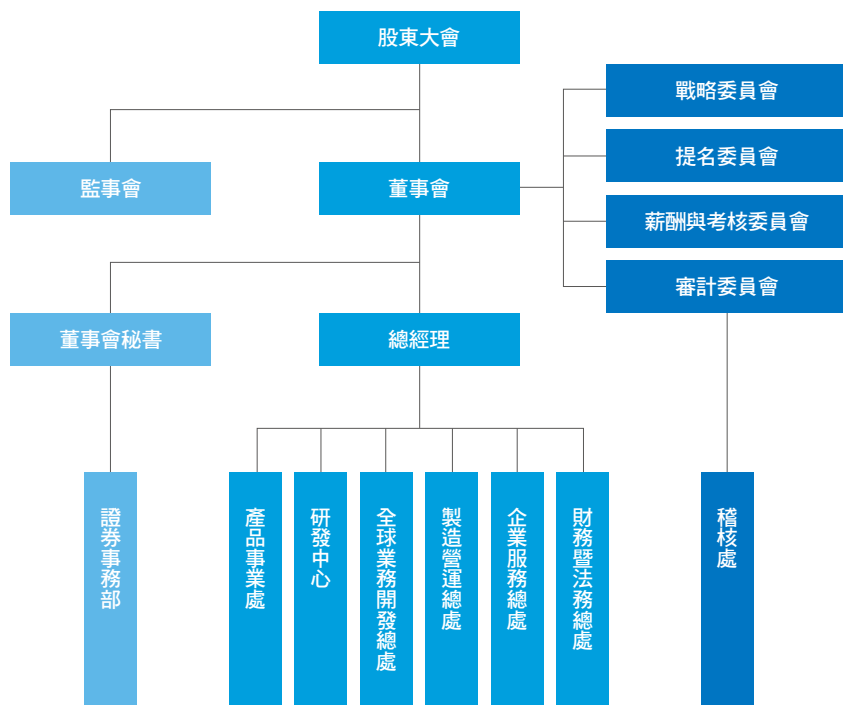 股東大會
戰略委員會
提名委員會
薪酬與考核委員會
審計委員會
監事會
董事會
董事會秘書
總經理
證券事務部
產品事業處
研發中心
全球業務開發總處
製造營運總處
企業服務總處
財務暨法務總處
稽核處